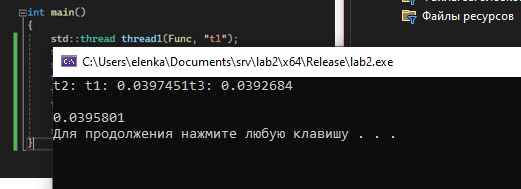 int main()
{
std::thread thread1(Func, "t1");
Файлы ресурсов
C:\Users\elenka\Documents\srv\lab2\x64\Release\lab2.exe
t2: t1: 0.0397451t3: 0.0392684
0.0395801
Для продолжения нажмите любую клавишу . . .
}